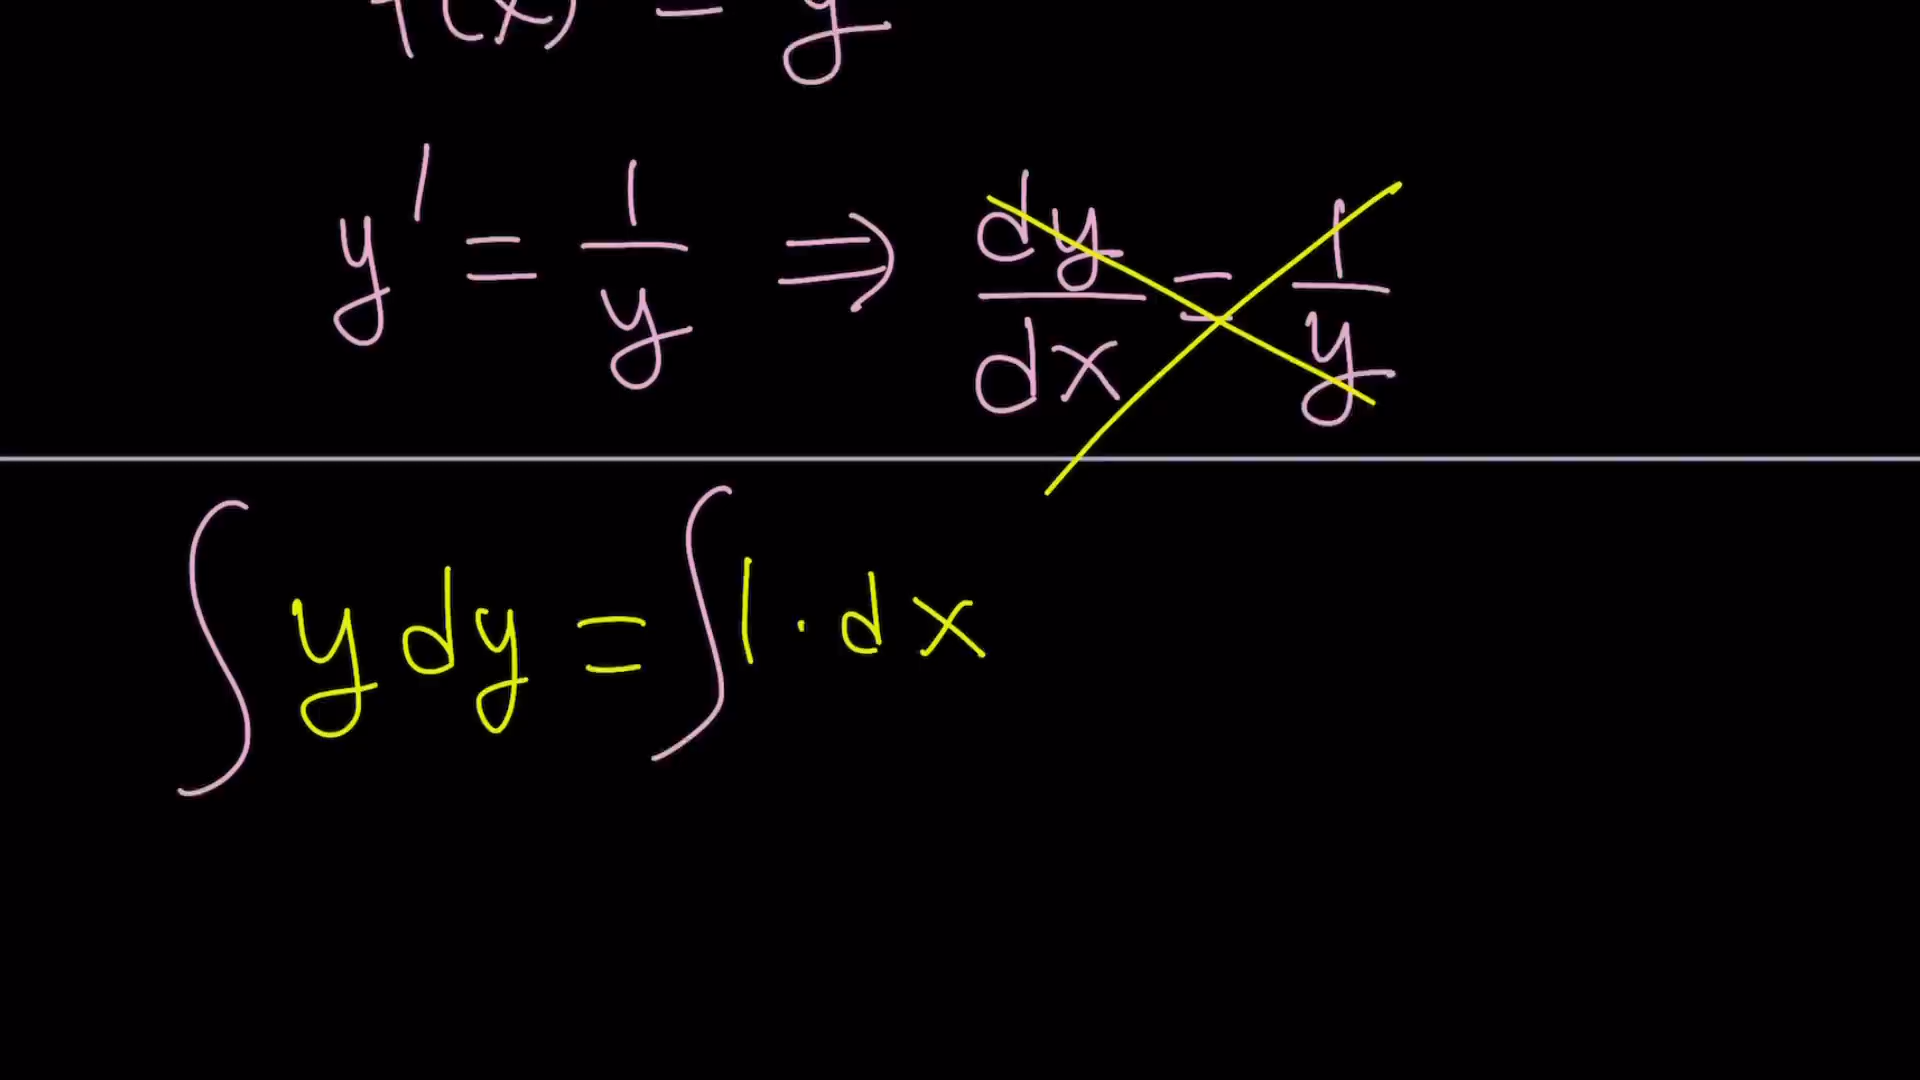 f(x) = y
y' = 1/y ⇒ dy/dx = 1/y
∫ y dy = ∫ 1 · dx